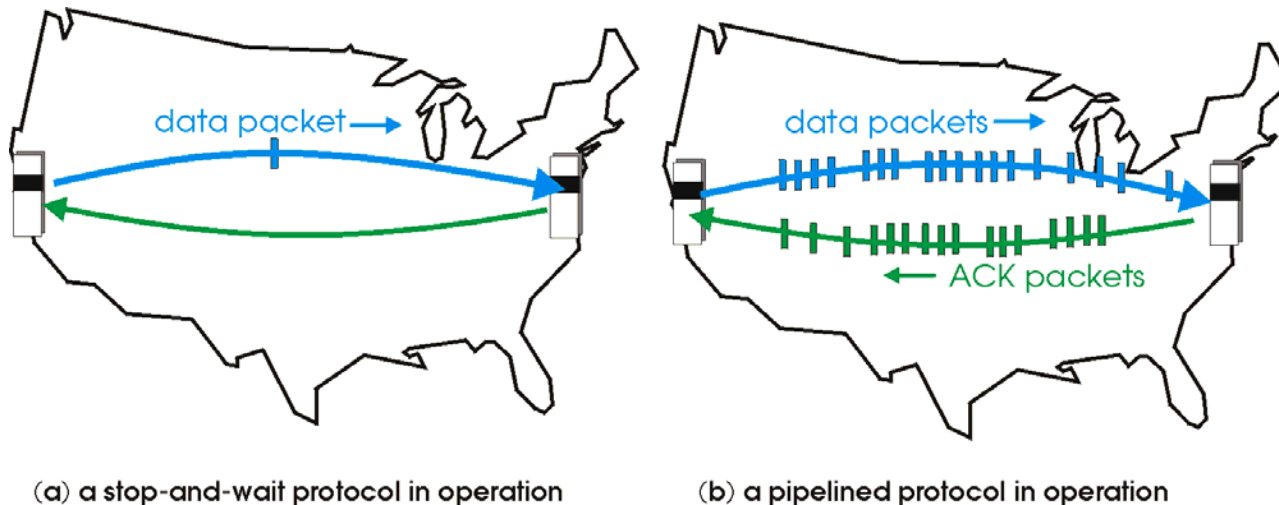 data packet
data packets
ACK packets
(a) a stop-and-wait protocol in operation
(b) a pipelined protocol in operation